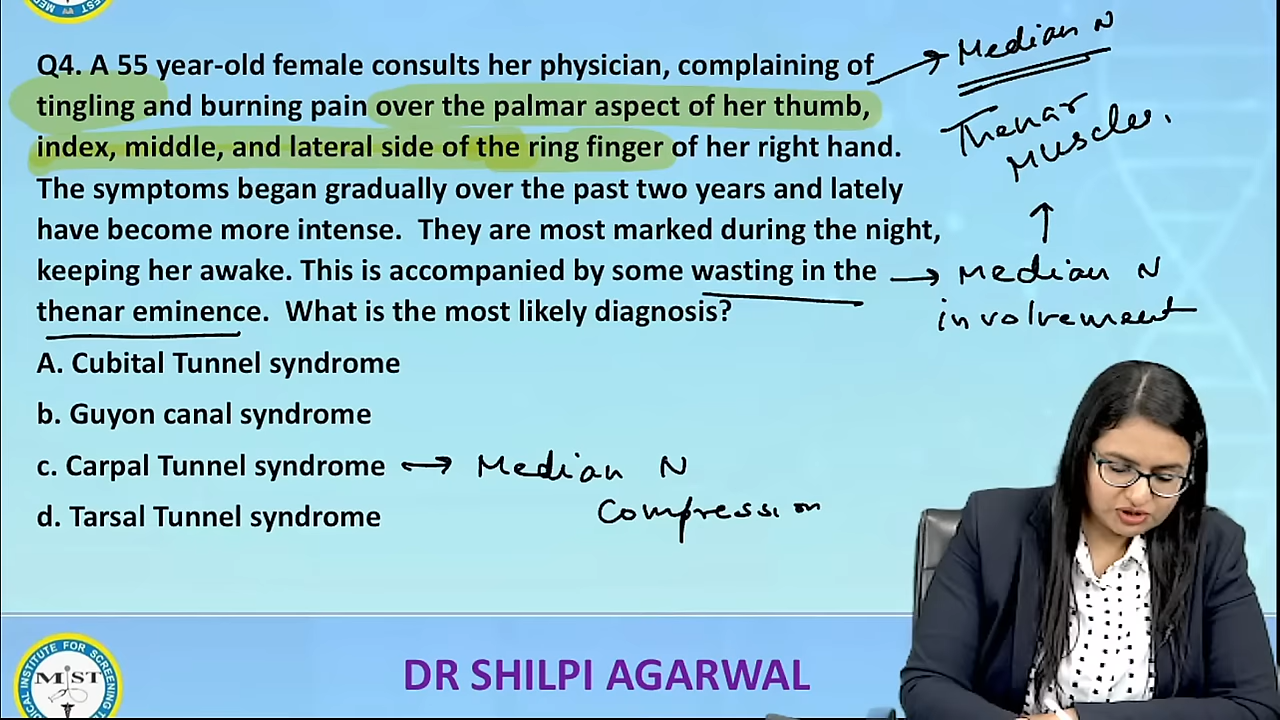 Q4. A 55 year-old female consults her physician, complaining of
tingling and burning pain over the palmar aspect of her thumb,
index, middle, and lateral side of the ring finger of her right hand.
The symptoms began gradually over the past two years and lately
have become more intense.  They are most marked during the night,
keeping her awake. This is accompanied by some wasting in the
thenar eminence.  What is the most likely diagnosis?
→ Median N
Thenar
Muscles.
↑
→ Median N
involvement
A. Cubital Tunnel syndrome
b. Guyon canal syndrome
c. Carpal Tunnel syndrome ↔ Median N
Compression
d. Tarsal Tunnel syndrome
INSTITUTE FOR SCREENING
MIST
DR SHILPI AGARWAL